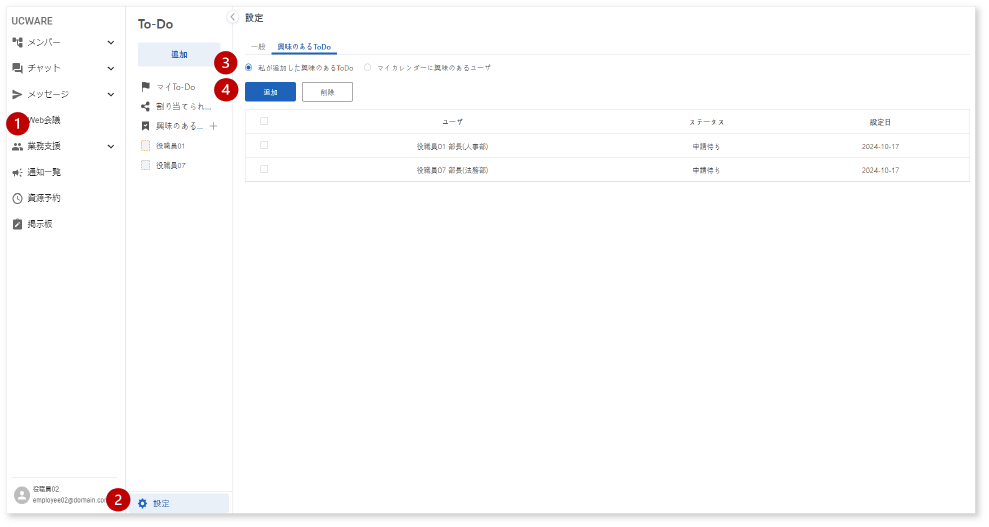 UCWARE
メンバー
チャット
メッセージ
1
Web会議
業務支援
通知一覧
資源予約
掲示板
役職員02
employee02@domain.co
To-Do
追加
マイTo-Do
割り当てられ...
興味のある...
役職員01
役職員07
2
設定
設定
一般 興味のあるToDo
3
私が追加した興味のあるToDo マイカレンダーに興味のあるユーザ
4
追加 削除
ユーザ ステータス 設定日
役職員01 部長(人事部) 申請待ち 2024-10-17
役職員07 部長(法務部) 申請待ち 2024-10-17